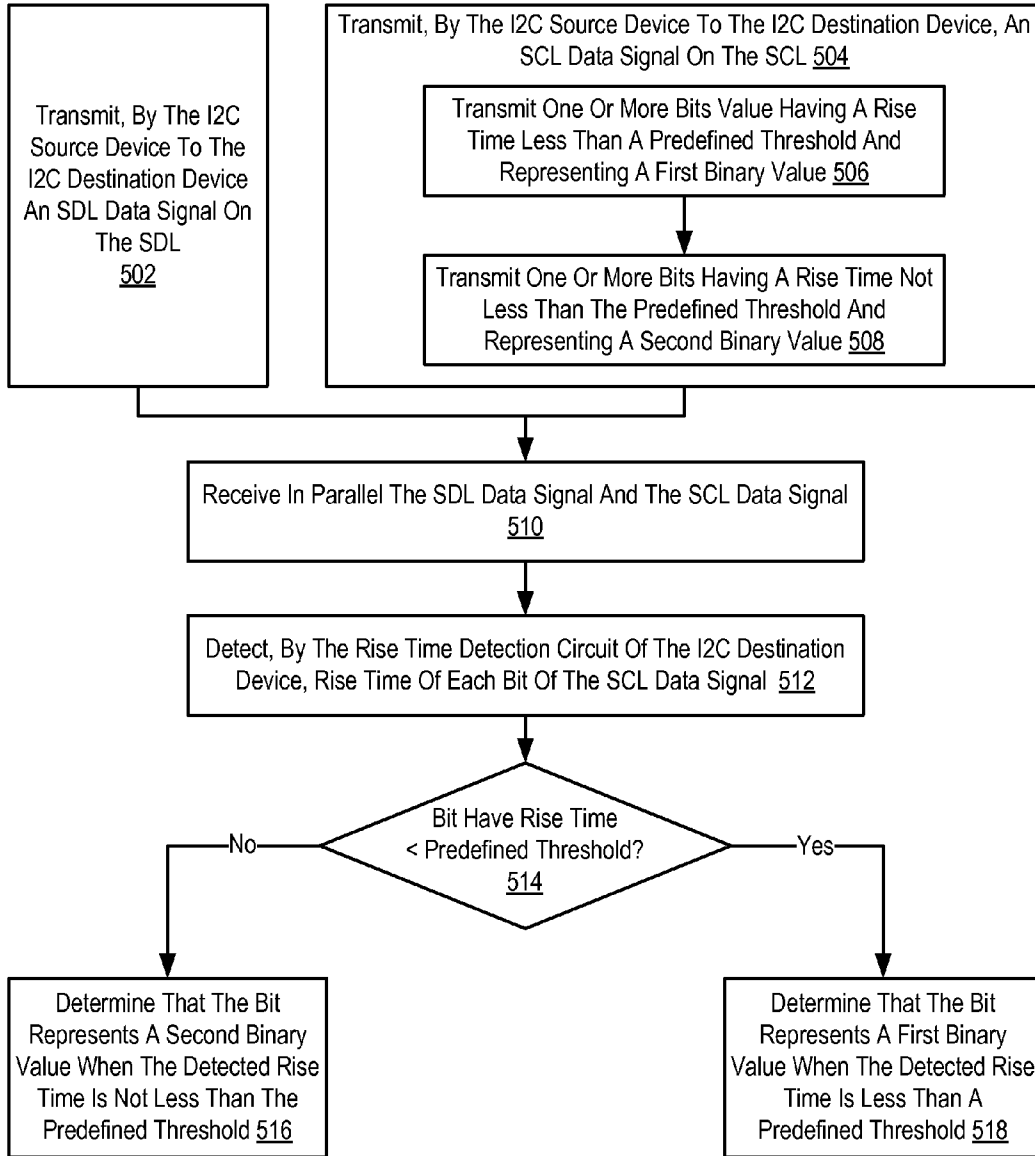 Transmit, By The I2C
Source Device To The
I2C Destination Device
An SDL Data Signal On
The SDL
502
Transmit, By The I2C Source Device To The I2C Destination Device, An
SCL Data Signal On The SCL 504
Transmit One Or More Bits Value Having A Rise
Time Less Than A Predefined Threshold And
Representing A First Binary Value 506
Transmit One Or More Bits Having A Rise Time Not
Less Than The Predefined Threshold And
Representing A Second Binary Value 508
Receive In Parallel The SDL Data Signal And The SCL Data Signal
510
Detect, By The Rise Time Detection Circuit Of The I2C Destination
Device, Rise Time Of Each Bit Of The SCL Data Signal 512
Bit Have Rise Time
< Predefined Threshold?
514
No
Yes
Determine That The Bit
Represents A Second Binary
Value When The Detected Rise
Time Is Not Less Than The
Predefined Threshold 516
Determine That The Bit
Represents A First Binary
Value When The Detected Rise
Time Is Less Than A
Predefined Threshold 518